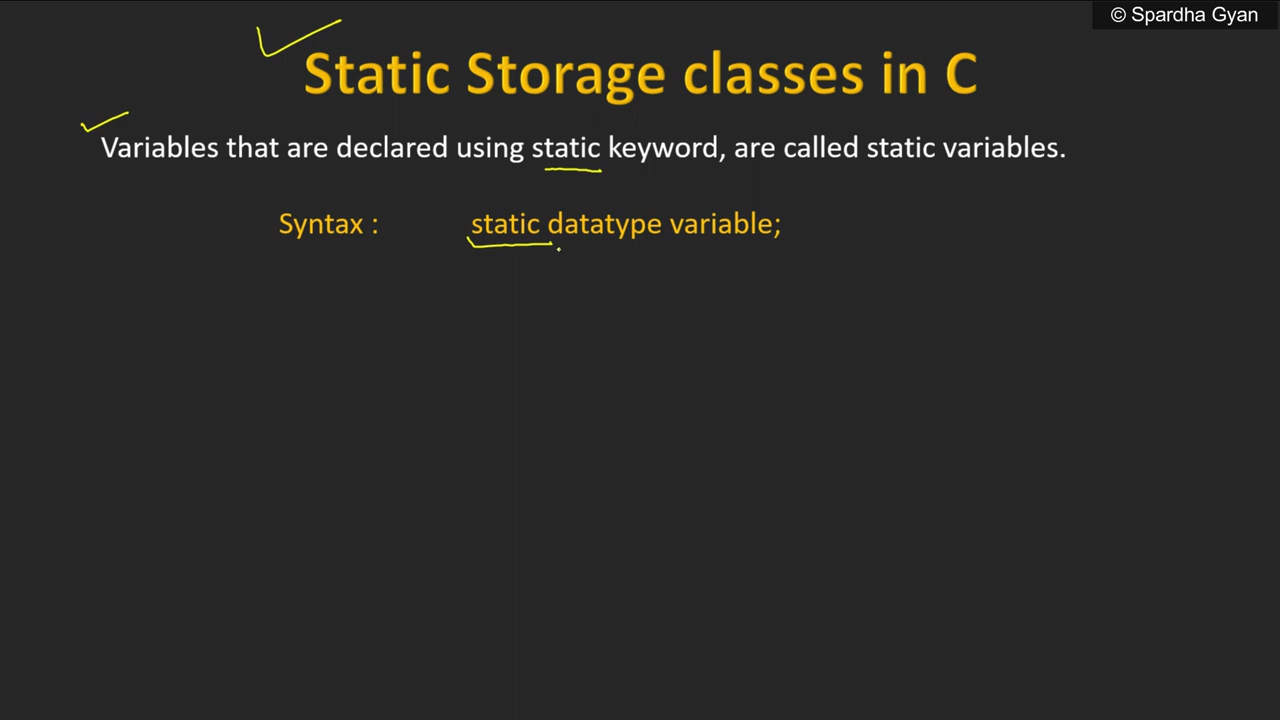 © Spardha Gyan
Static Storage classes in C
Variables that are declared using static keyword, are called static variables.
Syntax : static datatype variable;